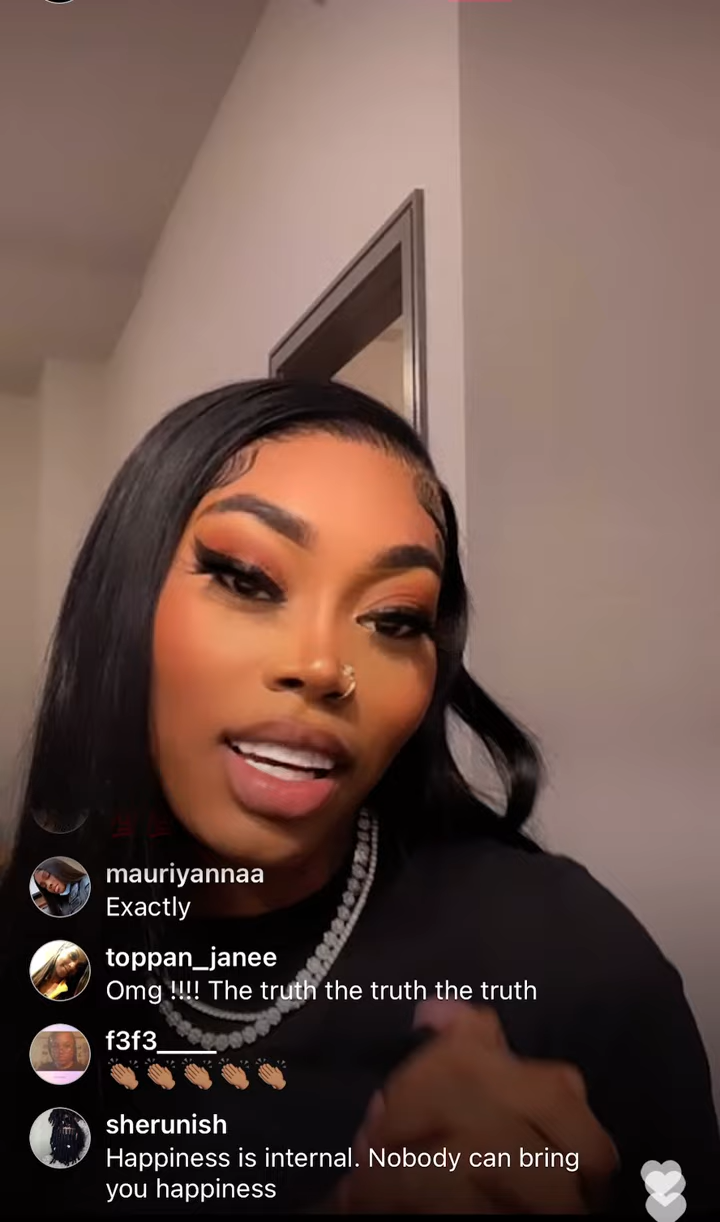 mauriyannaa
Exactly
toppan_janee
Omg !!!! The truth the truth the truth
f3f3____
👏🏽👏🏽👏🏽👏🏽👏🏽
sherunish
Happiness is internal. Nobody can bring
you happiness